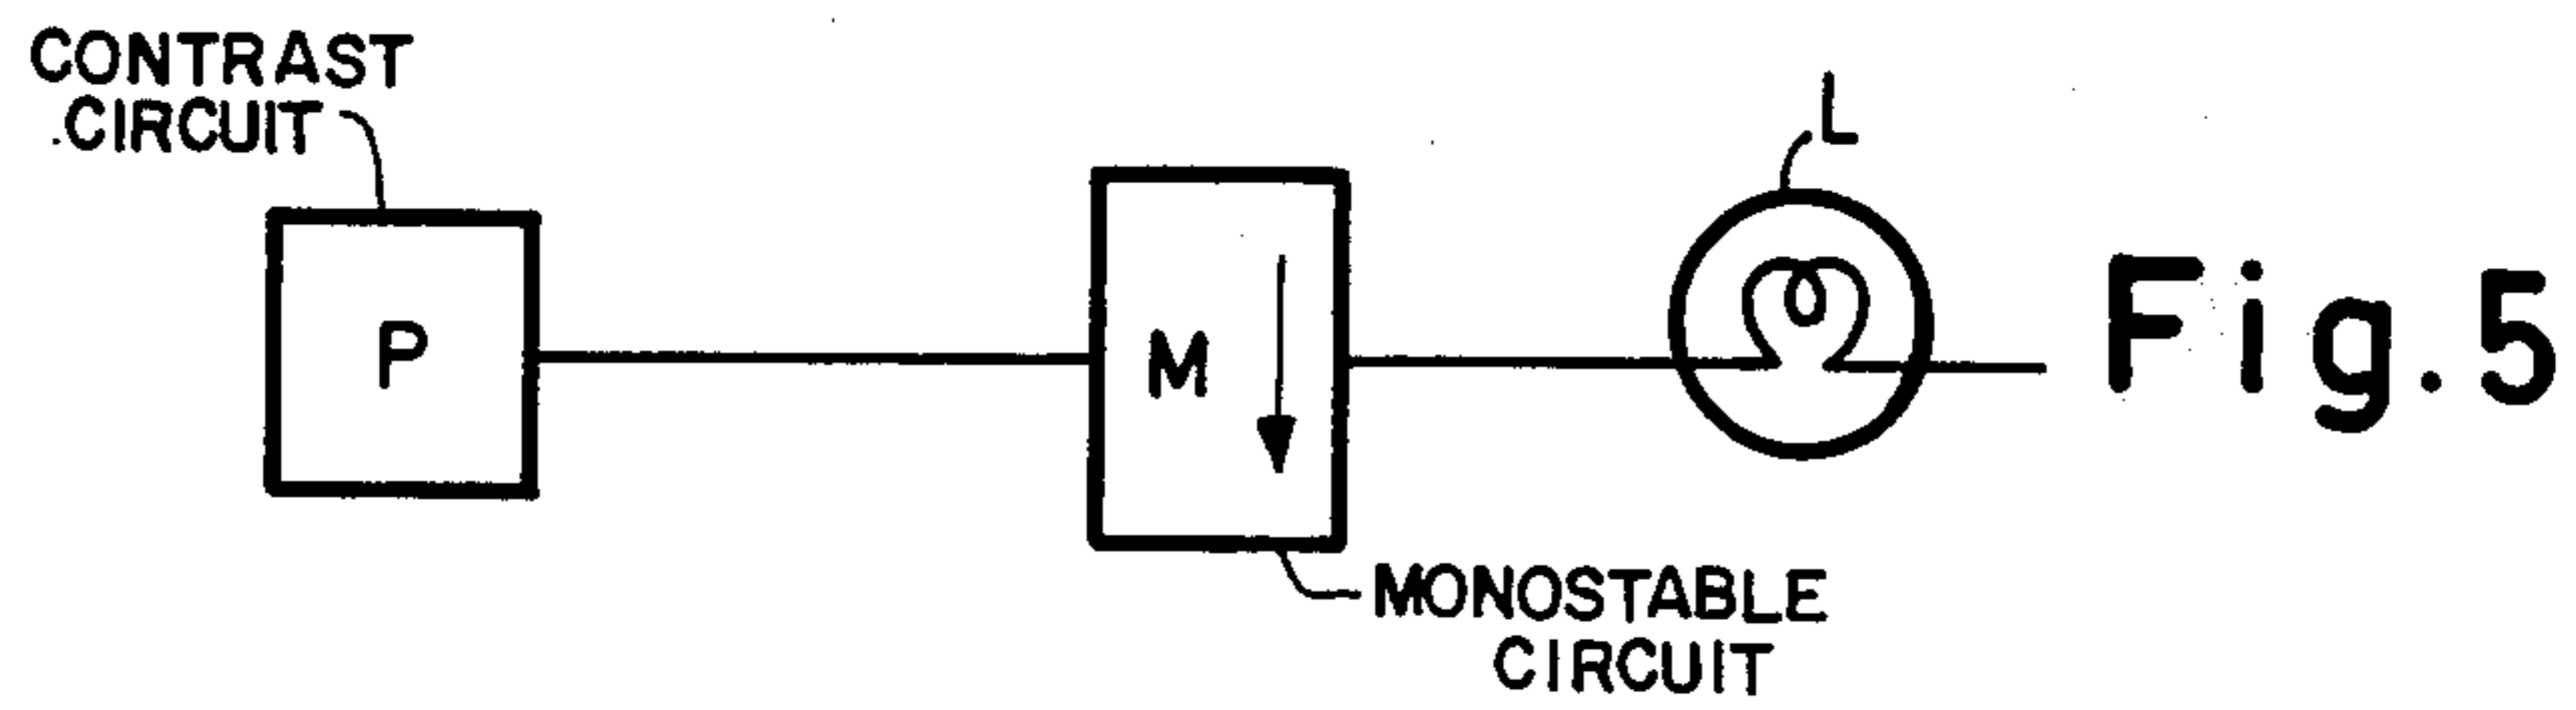 CONTRAST
CIRCUIT
L
P
M
Fig.5
MONOSTABLE
CIRCUIT